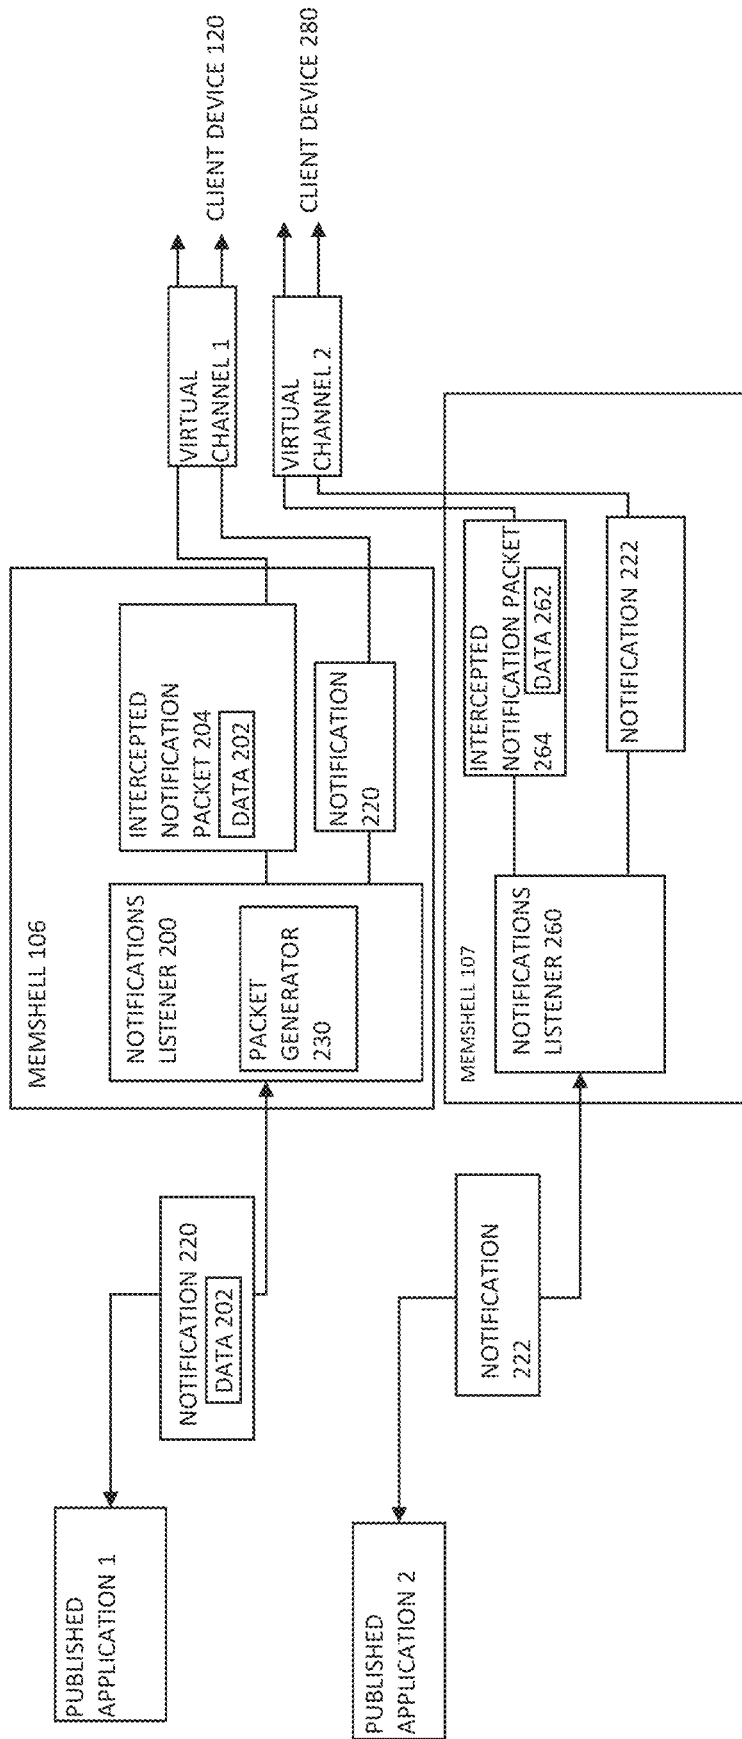 PUBLISHED
APPLICATION 1
NOTIFICATION 220
DATA 202
MEMSHELL 106
NOTIFICATIONS
LISTENER 200
PACKET
GENERATOR
230
INTERCEPTED
NOTIFICATION
PACKET 204
DATA 202
NOTIFICATION
220
VIRTUAL
CHANNEL 1
CLIENT DEVICE 120
PUBLISHED
APPLICATION 2
NOTIFICATION
222
MEMSHELL 107
NOTIFICATIONS
LISTENER 260
INTERCEPTED
NOTIFICATION PACKET
264
DATA 262
NOTIFICATION 222
VIRTUAL
CHANNEL 2
CLIENT DEVICE 280